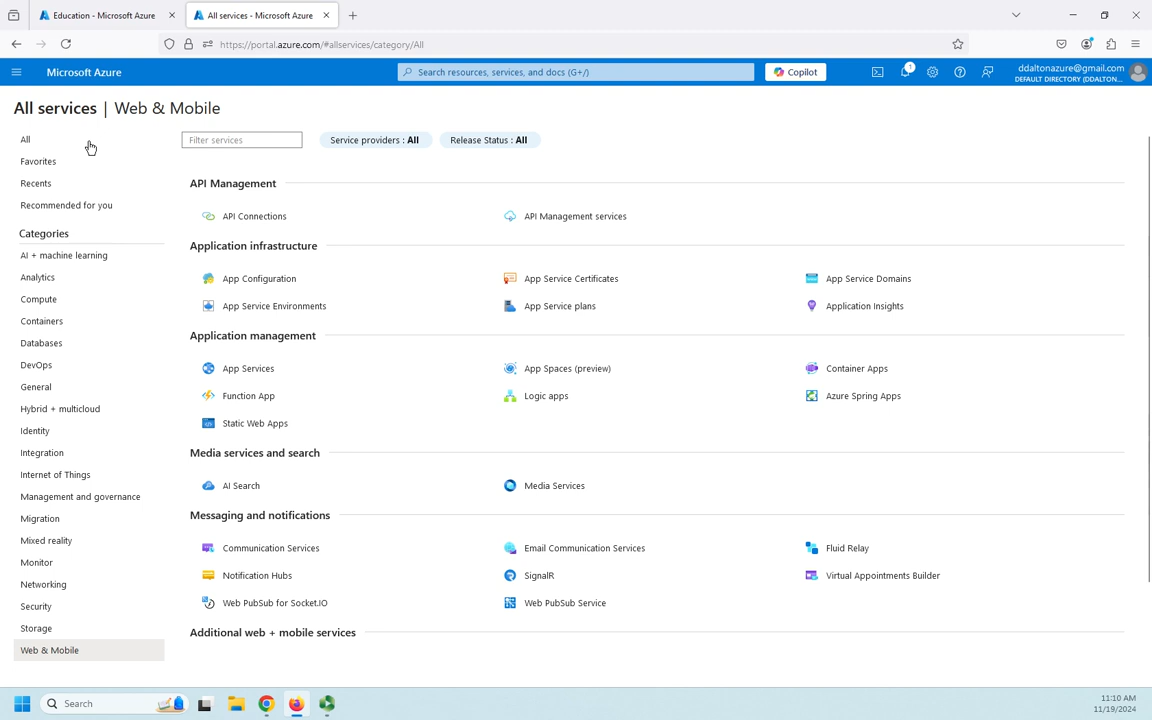 Education - Microsoft Azure
All services - Microsoft Azure
https://portal.azure.com/#allservices/category/All
Microsoft Azure
Search resources, services, and docs (G+/)
Copilot
1
ddaltonazure@gmail.com
DEFAULT DIRECTORY (DDALTON...
All services | Web & Mobile
All
Favorites
Recents
Recommended for you
Categories
AI + machine learning
Analytics
Compute
Containers
Databases
DevOps
General
Hybrid + multicloud
Identity
Integration
Internet of Things
Management and governance
Migration
Mixed reality
Monitor
Networking
Security
Storage
Web & Mobile
Filter services
Service providers : All
Release Status : All
API Management
API Connections
API Management services
Application infrastructure
App Configuration
App Service Certificates
App Service Domains
App Service Environments
App Service plans
Application Insights
Application management
App Services
App Spaces (preview)
Container Apps
Function App
Logic apps
Azure Spring Apps
Static Web Apps
Media services and search
AI Search
Media Services
Messaging and notifications
Communication Services
Email Communication Services
Fluid Relay
Notification Hubs
SignalR
Virtual Appointments Builder
Web PubSub for Socket.IO
Web PubSub Service
Additional web + mobile services
Search
11:10 AM
11/19/2024